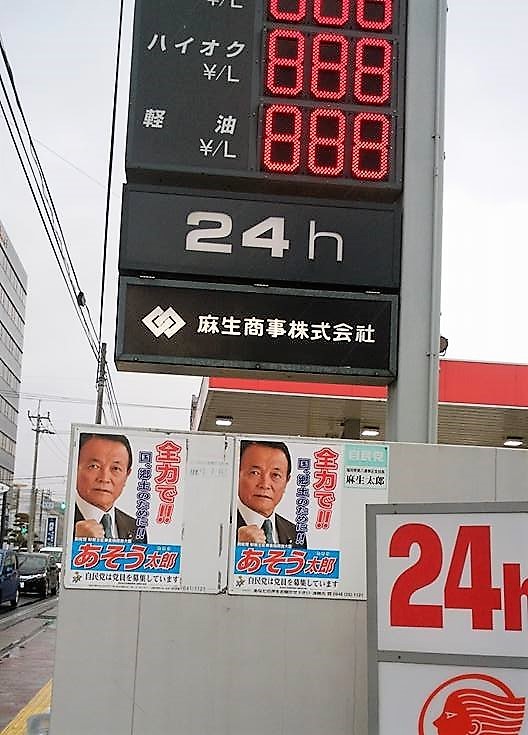 ¥/L
888
ハイオク
¥/L
888
軽 油
¥/L
888
24h
麻生商事株式会社
全力で!!
国、郷土のために!!
あそう太郎
自民党は党員を募集しています
全力で!!
国、郷土のために!!
自民党
麻生太郎
あそう太郎
自民党は党員を募集しています
24h